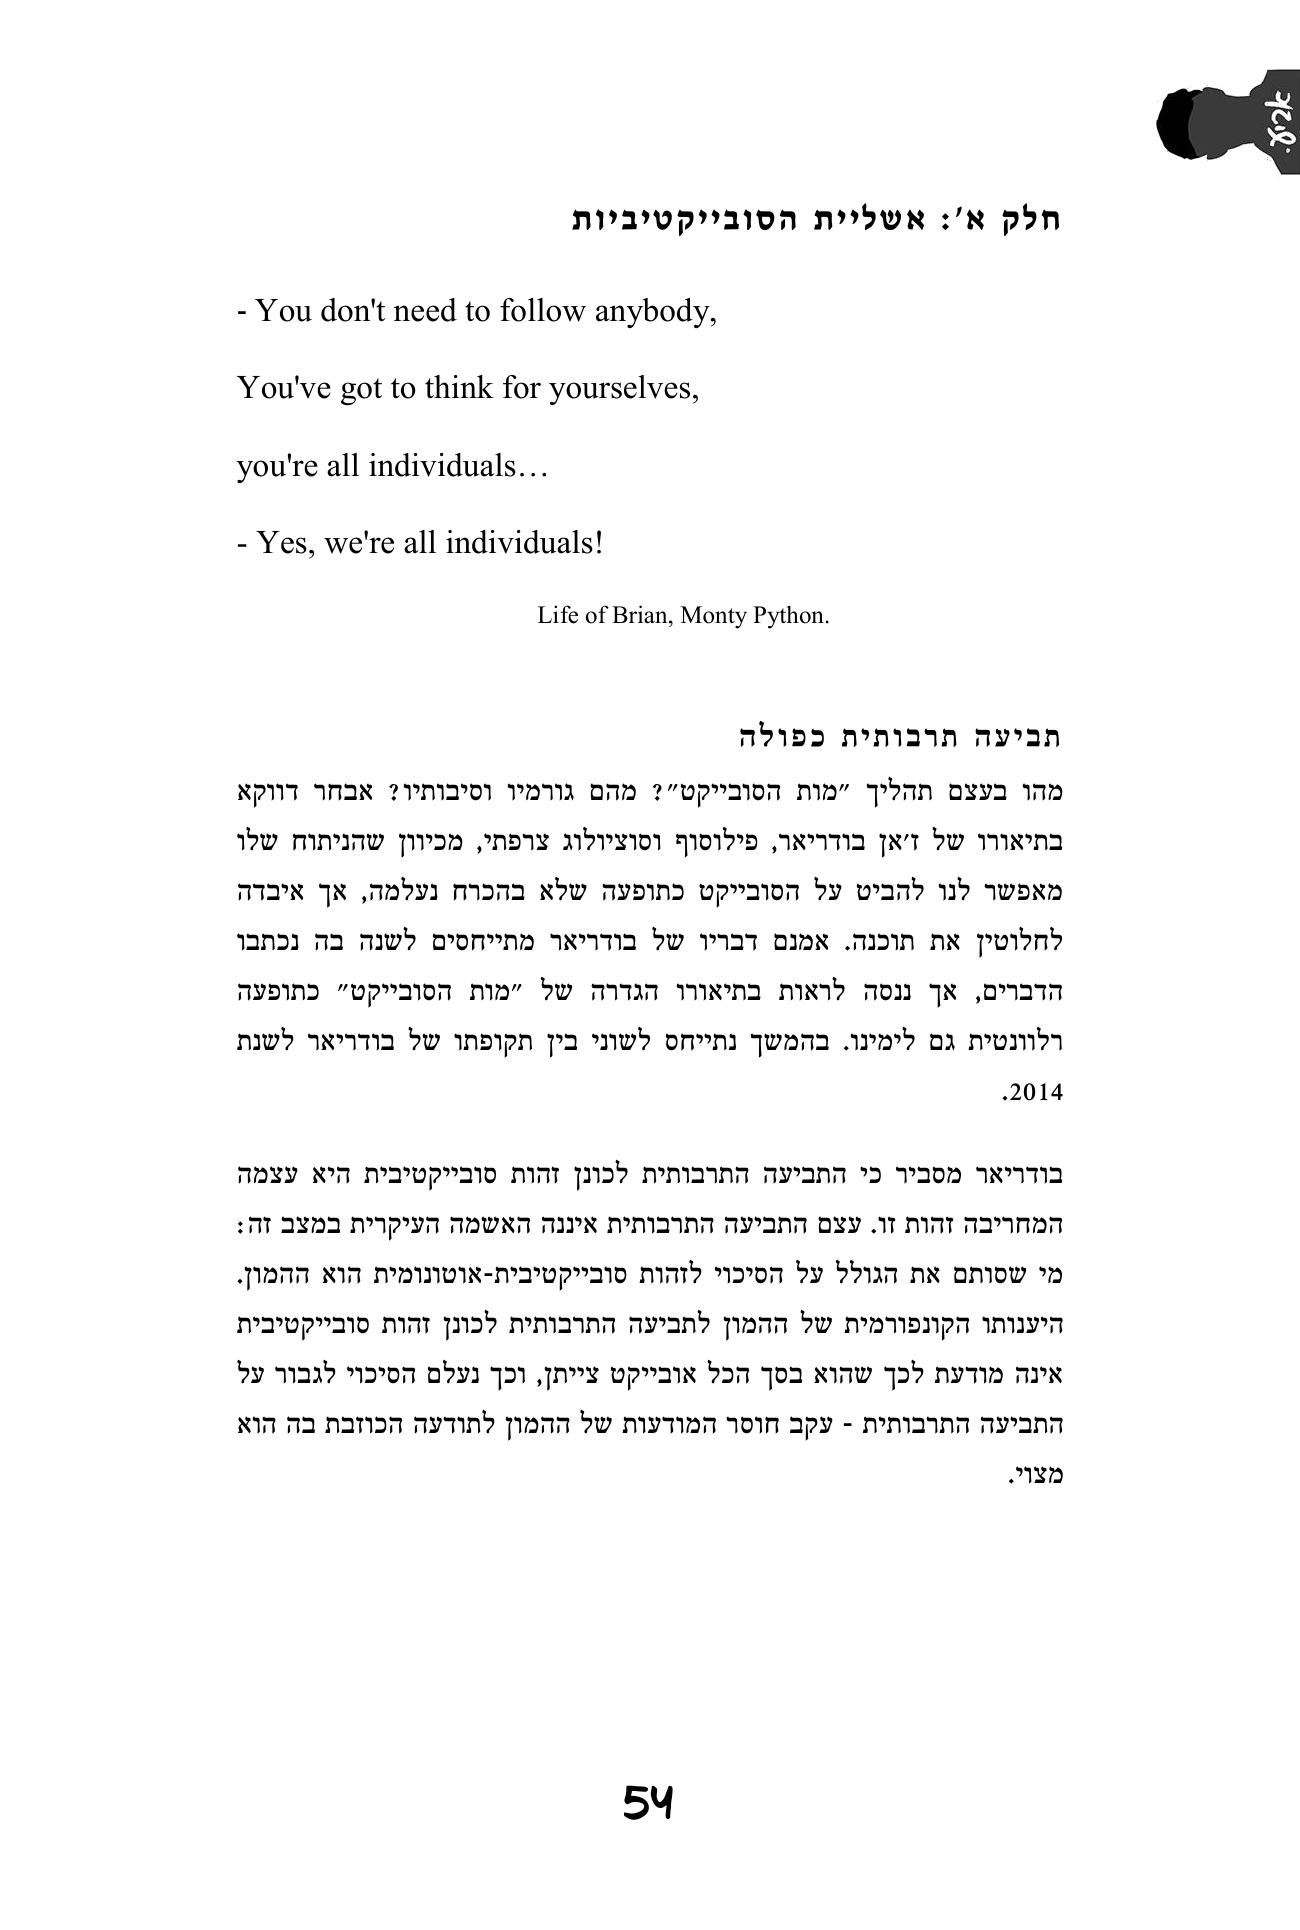 אביעד.
חלק א': אשליית הסובייקטיביות
- You don't need to follow anybody,
You've got to think for yourselves,
you're all individuals…
- Yes, we're all individuals!
Life of Brian, Monty Python.
תביעה תרבותית כפולה
מהו בעצם תהליך "מות הסובייקט"? מהם גורמיו וסיבותיו? אבחר דווקא
בתיאורו של ז'אן בודריאר, פילוסוף וסוציולוג צרפתי, מכיוון שהניתוח שלו
מאפשר לנו להביט על הסובייקט כתופעה שלא בהכרח נעלמה, אך איבדה
לחלוטין את תוכנה. אמנם דבריו של בודריאר מתייחסים לשנה בה נכתבו
הדברים, אך ננסה לראות בתיאורו הגדרה של "מות הסובייקט" כתופעה
רלוונטית גם לימינו. בהמשך נתייחס לשוני בין תקופתו של בודריאר לשנת
2014.
בודריאר מסביר כי התביעה התרבותית לכונן זהות סובייקטיבית היא עצמה
המחריבה זהות זו. עצם התביעה התרבותית איננה האשמה העיקרית במצב זה:
מי שסותם את הגולל על הסיכוי לזהות סובייקטיבית-אוטונומית הוא ההמון.
היענותו הקונפורמית של ההמון לתביעה התרבותית לכונן זהות סובייקטיבית
אינה מודעת לכך שהוא בסך הכל אובייקט צייתן, וכך נעלם הסיכוי לגבור על
התביעה התרבותית - עקב חוסר המודעות של ההמון לתודעה הכוזבת בה הוא
מצוי.
54